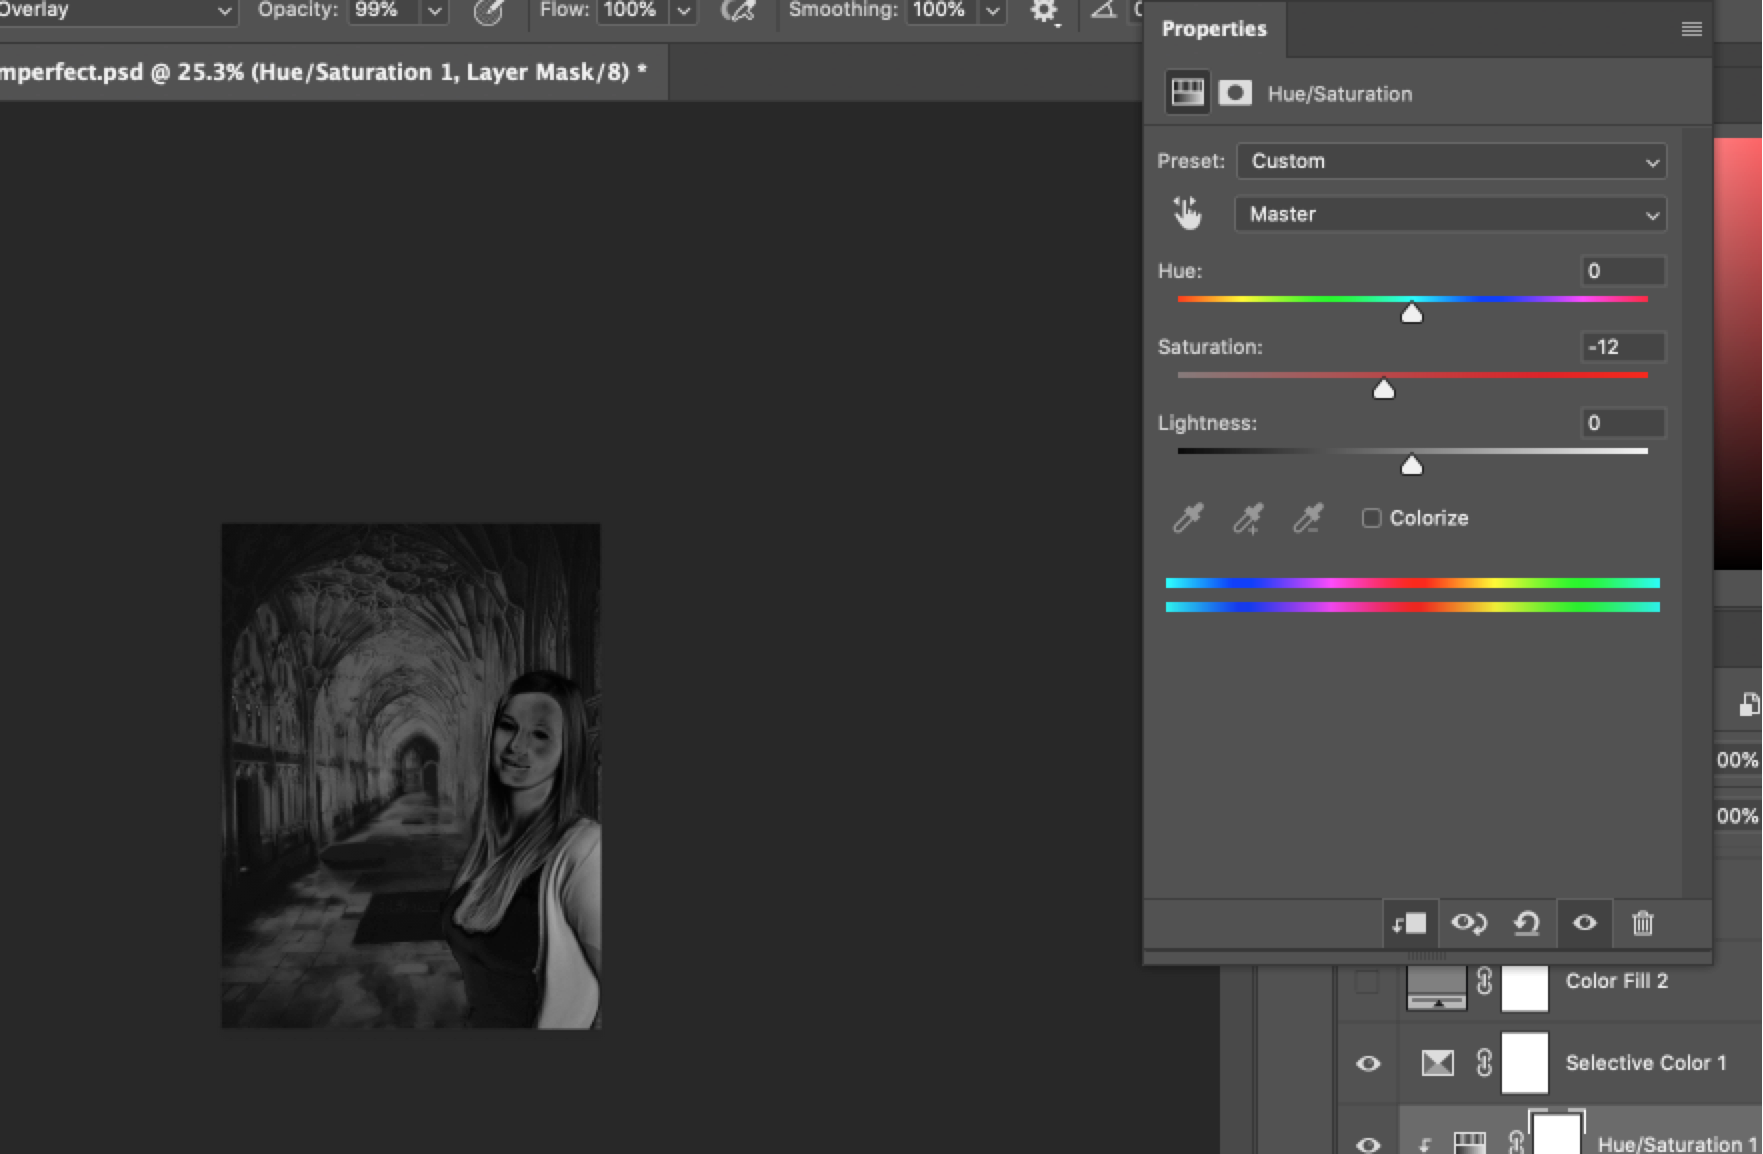 Overlay
Opacity: 99%
Flow: 100%
Smoothing: 100%
Properties
mperfect.psd @ 25.3% (Hue/Saturation 1, Layer Mask/8) *
Hue/Saturation
Preset: Custom
Master
Hue: 0
Saturation: -12
Lightness: 0
Colorize
00%
00%
Color Fill 2
Selective Color 1
Hue/Saturation 1